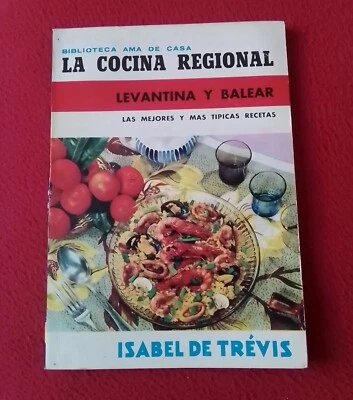 BIBLIOTECA AMA DE CASA
LA COCINA REGIONAL
LEVANTINA Y BALEAR
LAS MEJORES Y MAS TIPICAS RECETAS
ISABEL DE TRÉVIS